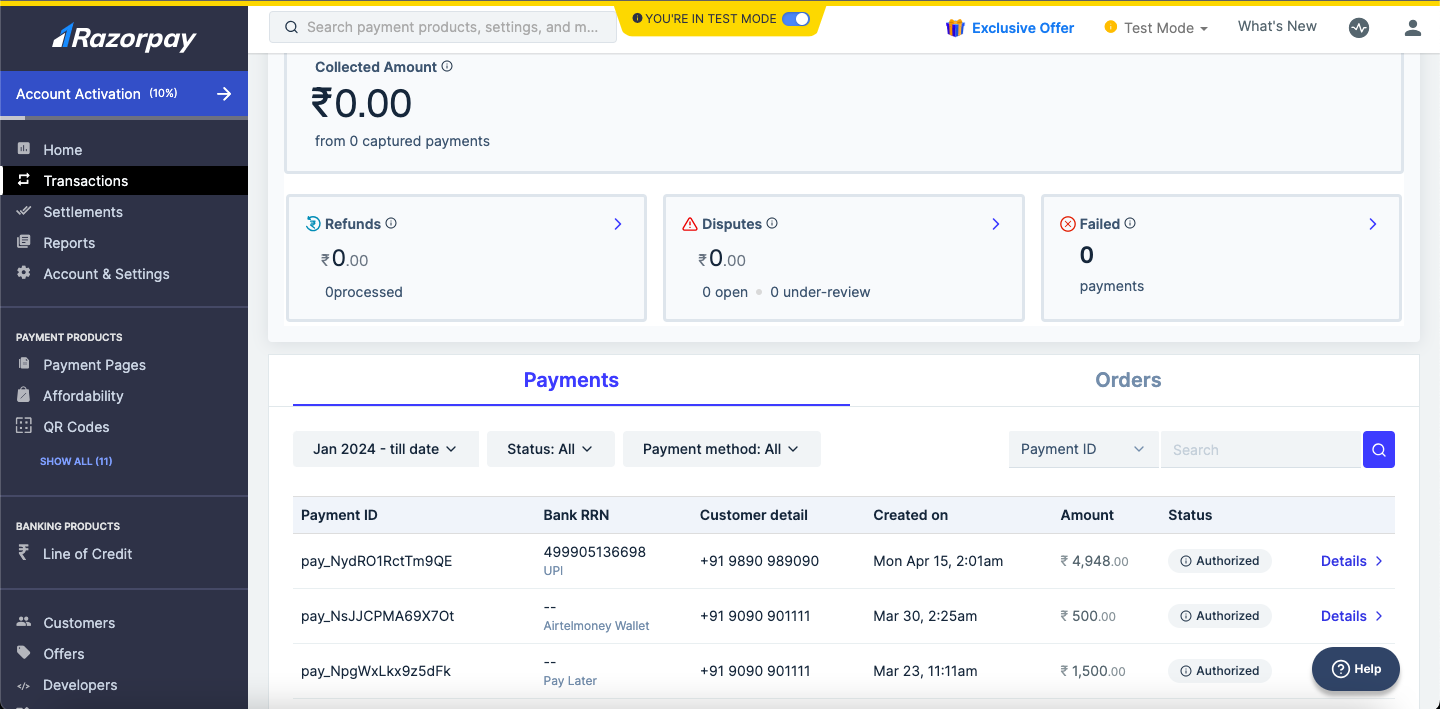 Razorpay
Search payment products, settings, and m...
YOU'RE IN TEST MODE
Exclusive Offer
Test Mode
What's New
Account Activation (10%)
Home
Transactions
Settlements
Reports
Account & Settings
PAYMENT PRODUCTS
Payment Pages
Affordability
QR Codes
SHOW ALL (11)
BANKING PRODUCTS
Line of Credit
Customers
Offers
Developers
Collected Amount
₹0.00
from 0 captured payments
Refunds
₹0.00
0processed
Disputes
₹0.00
0 open 0 under-review
Failed
0
payments
Payments Orders
Jan 2024 - till date Status: All Payment method: All Payment ID Search
Payment ID Bank RRN Customer detail Created on Amount Status
pay_NydRO1RctTm9QE 499905136698 +91 9890 989090 Mon Apr 15, 2:01am ₹ 4,948.00 Authorized Details
UPI
pay_NsJJCPMA69X7Ot -- +91 9090 901111 Mar 30, 2:25am ₹ 500.00 Authorized Details
Airtelmoney Wallet
pay_NpgWxLkx9z5dFk -- +91 9090 901111 Mar 23, 11:11am ₹ 1,500.00 Authorized
Pay Later
Help